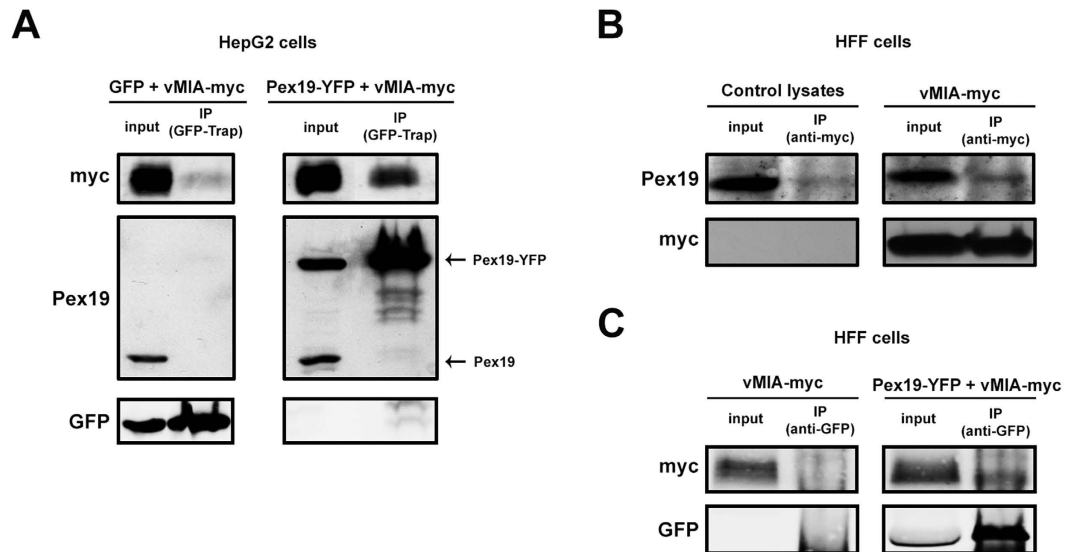 A
HepG2 cells
GFP + vMIA-myc
Pex19-YFP + vMIA-myc
input
IP
(GFP-Trap)
input
IP
(GFP-Trap)
myc
Pex19
← Pex19-YFP
← Pex19
GFP
B
HFF cells
Control lysates
vMIA-myc
input
IP
(anti-myc)
input
IP
(anti-myc)
Pex19
myc
C
HFF cells
vMIA-myc
Pex19-YFP + vMIA-myc
input
IP
(anti-GFP)
input
IP
(anti-GFP)
myc
GFP